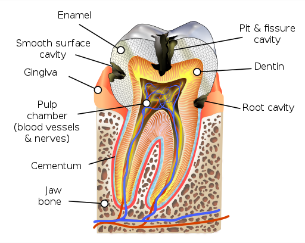 Enamel
Pit & fissure
cavity
Smooth surface
cavity
Dentin
Gingiva
Pulp
chamber
(blood vessels
& nerves)
Root cavity
Cementum
Jaw
bone